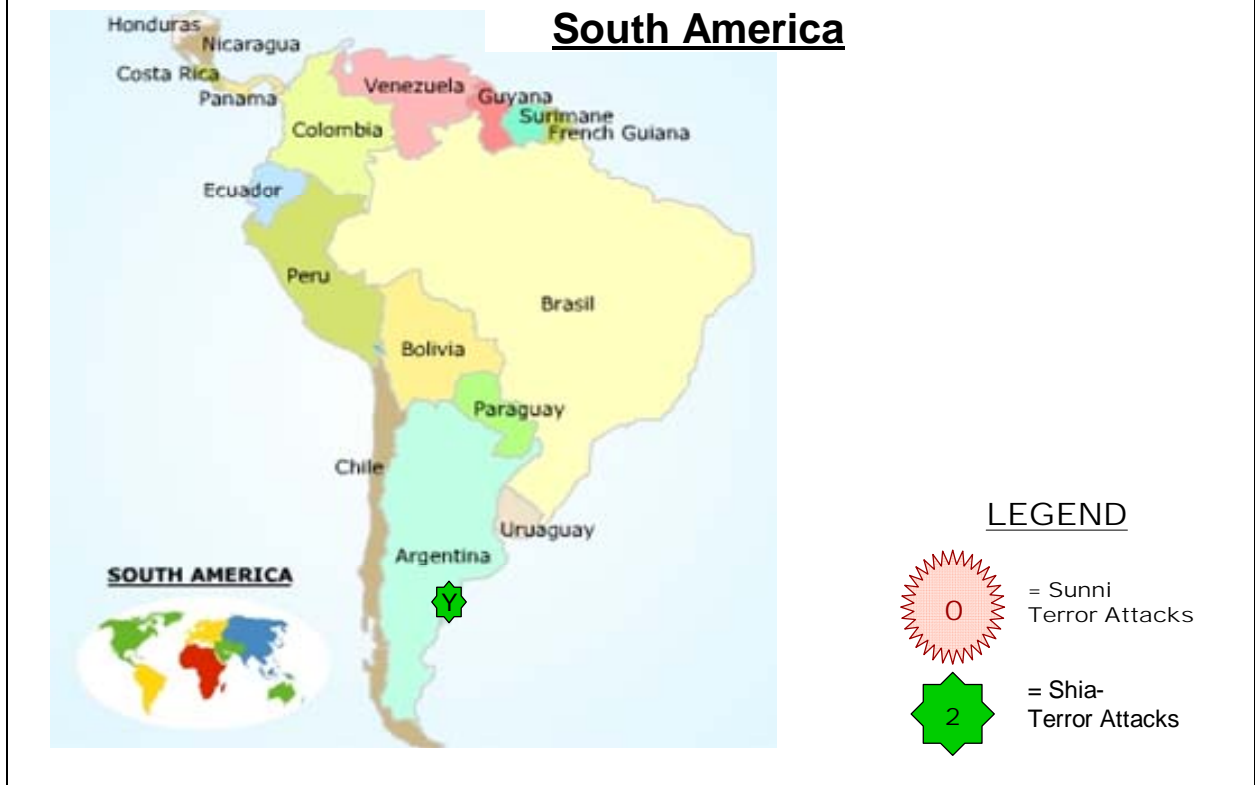 South America
Honduras
Nicaragua
Costa Rica
Panama
Venezuela
Guyana
Surimane
French Guiana
Colombia
Ecuador
Peru
Brasil
Bolivia
Paraguay
Chile
Uruaguay
Argentina
Y
SOUTH AMERICA
LEGEND
0
= Sunni
Terror Attacks
2
= Shia-
Terror Attacks